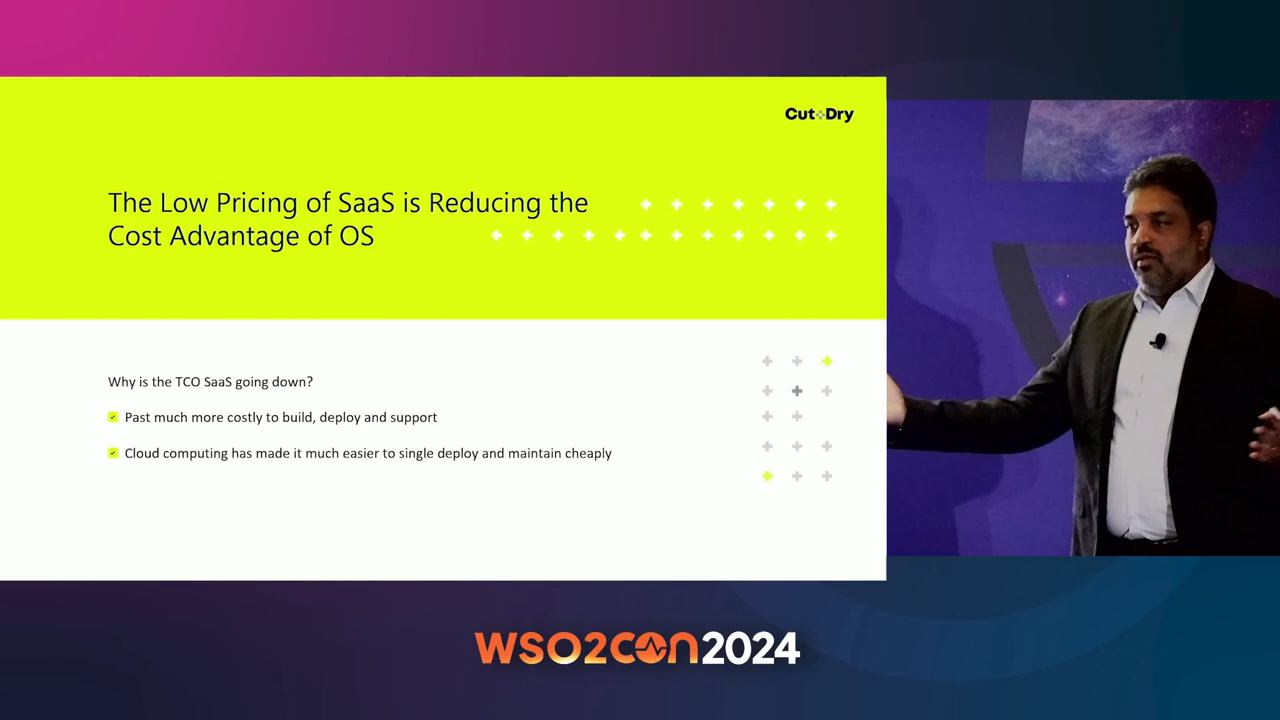 Cut+Dry
The Low Pricing of SaaS is Reducing the
Cost Advantage of OS
Why is the TCO SaaS going down?
Past much more costly to build, deploy and support
Cloud computing has made it much easier to single deploy and maintain cheaply
WSO2CON2024